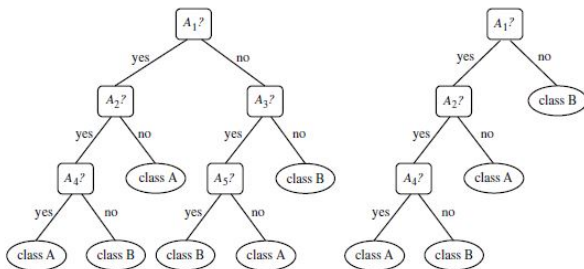 A1?
A1?
yes
no
yes
no
A2?
A3?
A2?
class B
yes
no
yes
no
yes
no
A4?
class A
A5?
class B
A4?
class A
yes
no
yes
no
yes
no
class A
class B
class B
class A
class A
class B